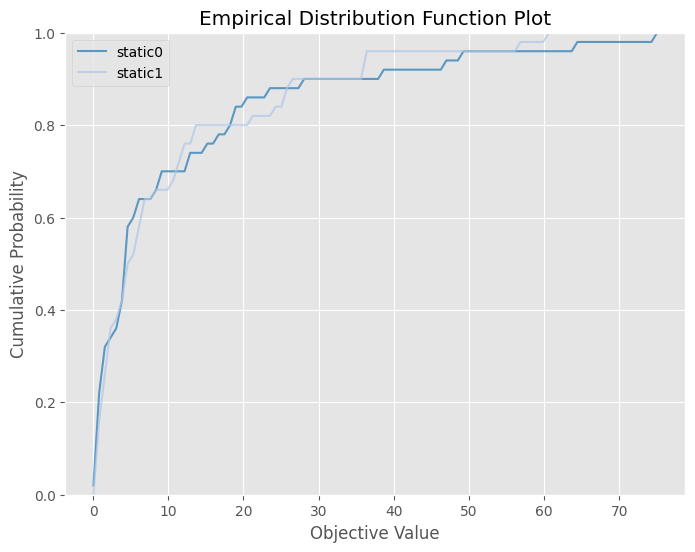 Empirical Distribution Function Plot
static0
static1
Cumulative Probability
1.0
0.8
0.6
0.4
0.2
0.0
0 10 20 30 40 50 60 70
Objective Value